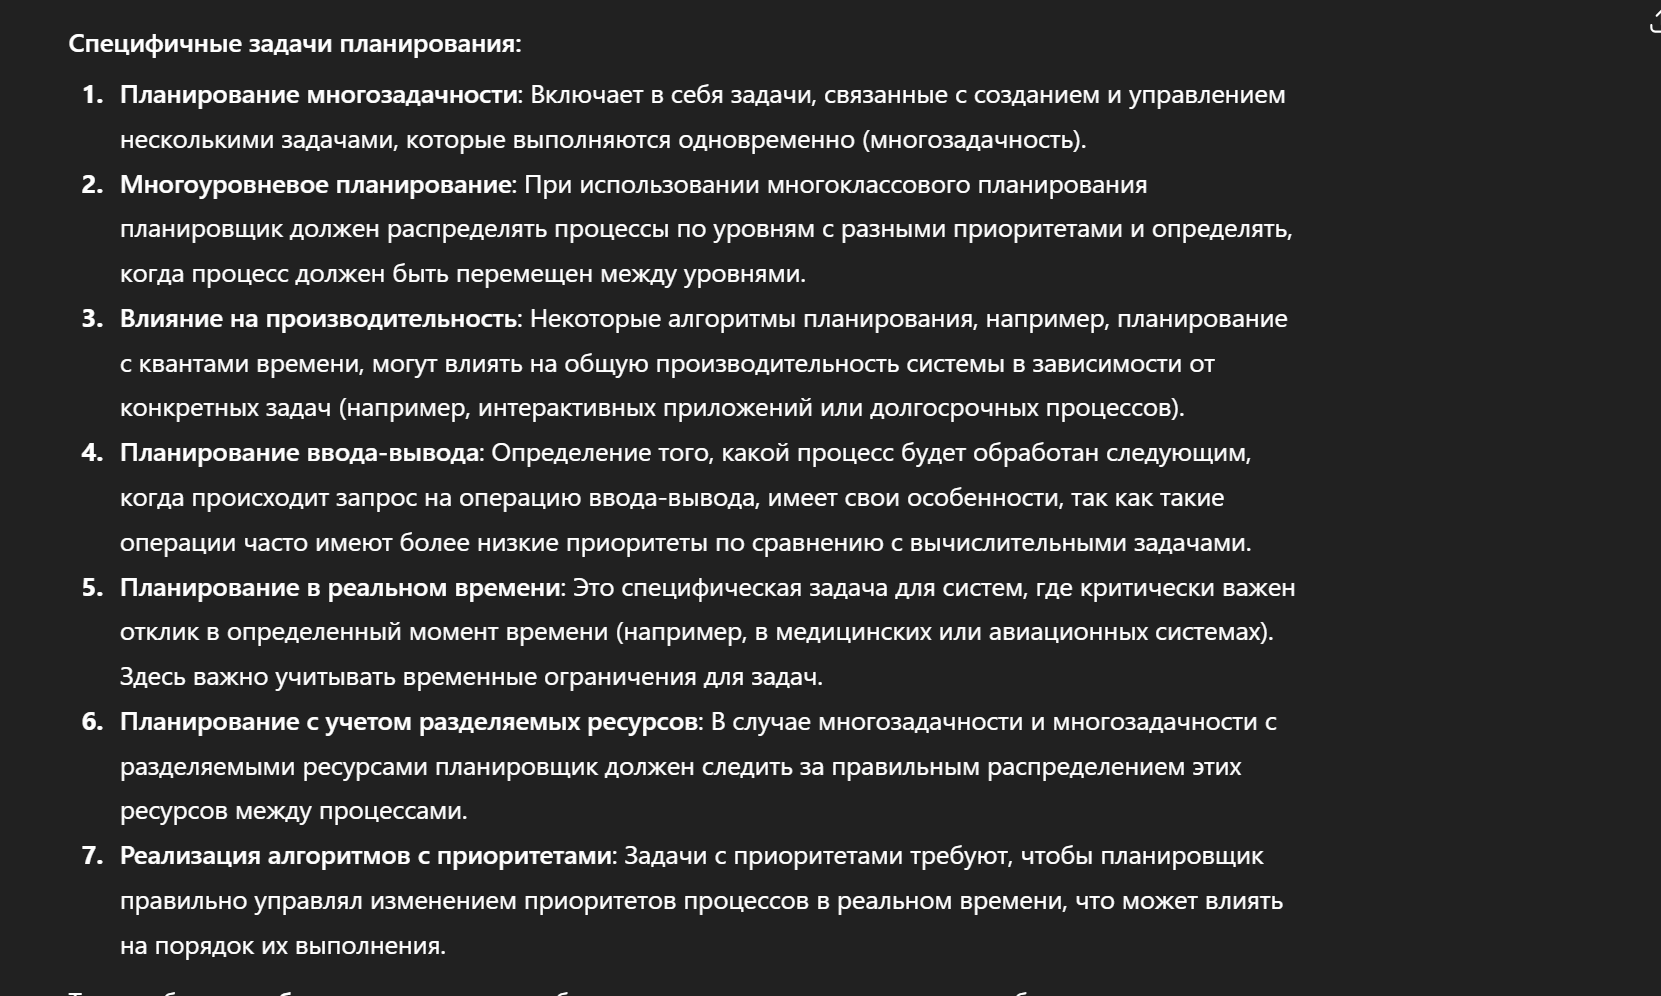 Специфичные задачи планирования:
1. Планирование многозадачности: Включает в себя задачи, связанные с созданием и управлением
несколькими задачами, которые выполняются одновременно (многозадачность).
2. Многоуровневое планирование: При использовании многоклассового планирования
планировщик должен распределять процессы по уровням с разными приоритетами и определять,
когда процесс должен быть перемещен между уровнями.
3. Влияние на производительность: Некоторые алгоритмы планирования, например, планирование
с квантами времени, могут влиять на общую производительность системы в зависимости от
конкретных задач (например, интерактивных приложений или долгосрочных процессов).
4. Планирование ввода-вывода: Определение того, какой процесс будет обработан следующим,
когда происходит запрос на операцию ввода-вывода, имеет свои особенности, так как такие
операции часто имеют более низкие приоритеты по сравнению с вычислительными задачами.
5. Планирование в реальном времени: Это специфическая задача для систем, где критически важен
отклик в определенный момент времени (например, в медицинских или авиационных системах).
Здесь важно учитывать временные ограничения для задач.
6. Планирование с учетом разделяемых ресурсов: В случае многозадачности и многозадачности с
разделяемыми ресурсами планировщик должен следить за правильным распределением этих
ресурсов между процессами.
7. Реализация алгоритмов с приоритетами: Задачи с приоритетами требуют, чтобы планировщик
правильно управлял изменением приоритетов процессов в реальном времени, что может влиять
на порядок их выполнения.